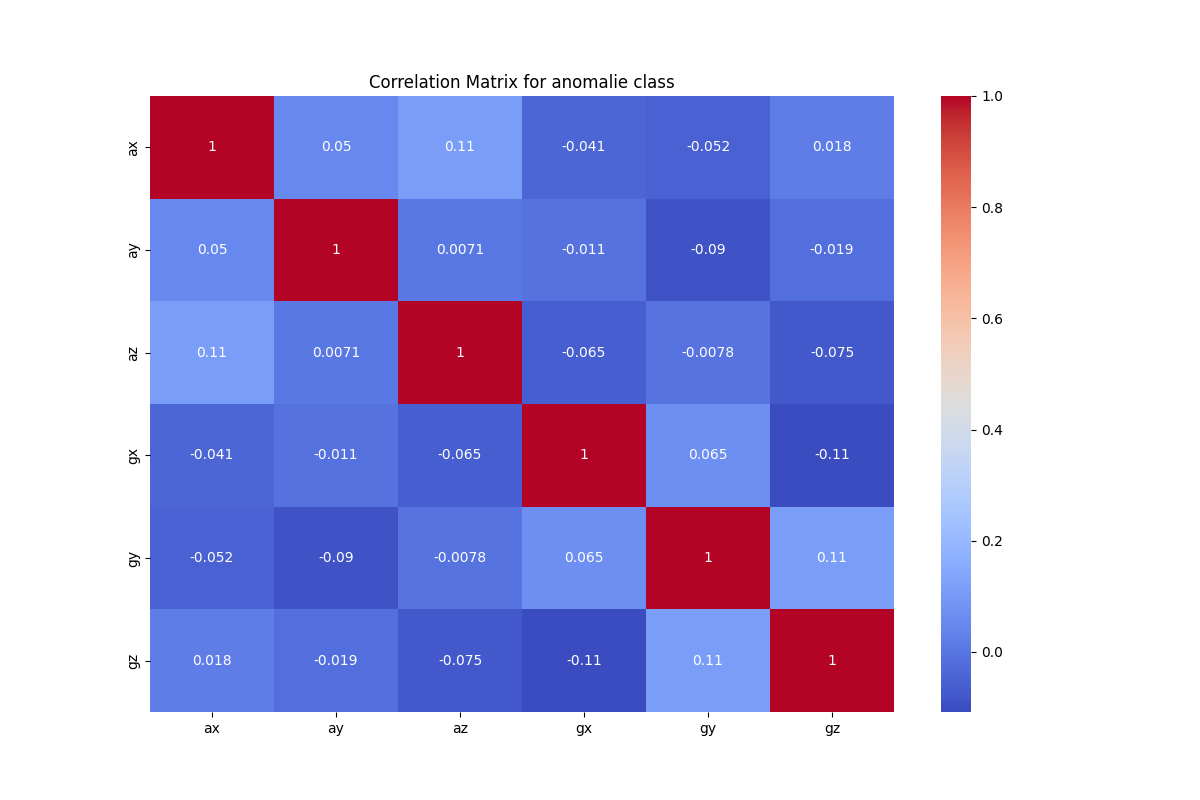 Correlation Matrix for anomalie class
ax 1 0.05 0.11 -0.041 -0.052 0.018
ay 0.05 1 0.0071 -0.011 -0.09 -0.019
az 0.11 0.0071 1 -0.065 -0.0078 -0.075
gx -0.041 -0.011 -0.065 1 0.065 -0.11
gy -0.052 -0.09 -0.0078 0.065 1 0.11
gz 0.018 -0.019 -0.075 -0.11 0.11 1
ax ay az gx gy gz
1.0
0.8
0.6
0.4
0.2
0.0